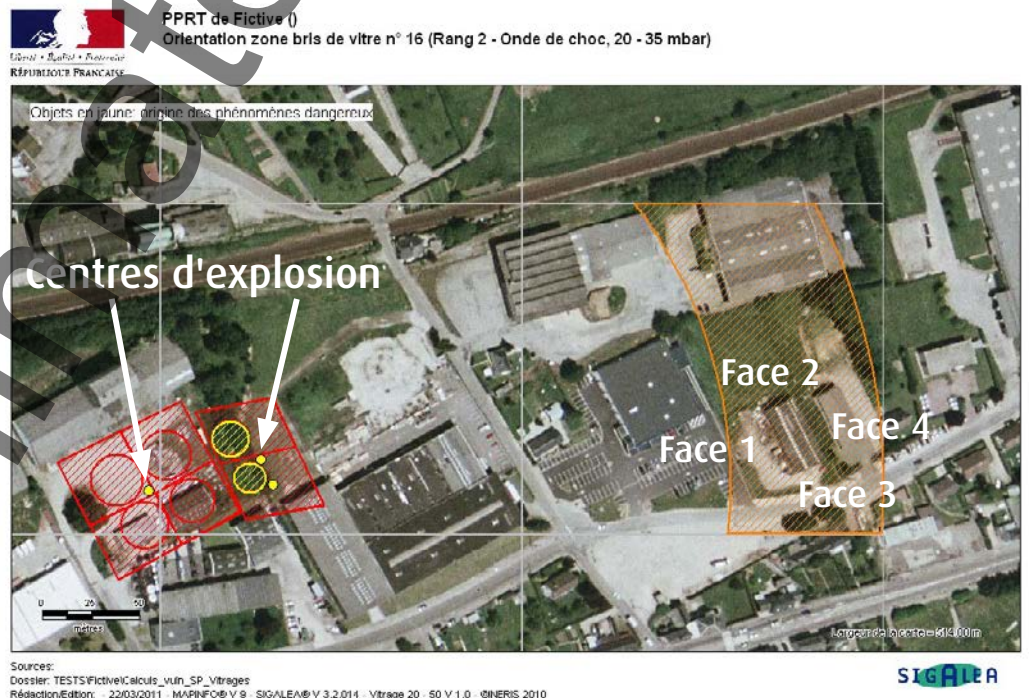 PPRT de Fictive ()
Orientation zone bris de vitre n° 16 (Rang 2 - Onde de choc, 20 - 35 mbar)
Liberté • Égalité • Fraternité
RÉPUBLIQUE FRANÇAISE
Objets en jaune: origine des phénomènes dangereux
Centres d'explosion
Face 2
Face 4
Face 1
Face 3
0 50
mètres
Largeur de la carte = 514.00m
Sources:
Dossier: TESTS\Fictive\Calculs_vuln_SP_Vitrages
Rédaction/Edition: - 22/03/2011 - MAPINFO® V 9 - SIGALEA® V 3.2.014 - Vitrage 20 - 50 V 1.0 - ©INERIS 2010
SIGALEA